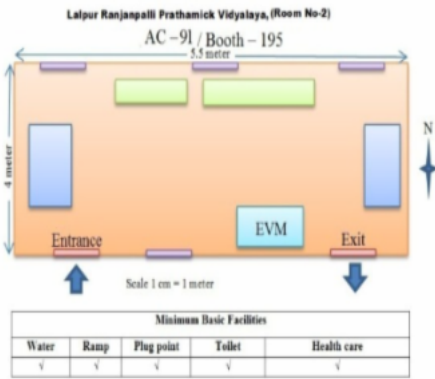 Lalpur Ranjanpalli Prathamick Vidyalaya, (Room No-2)
AC -91 / Booth - 195
5.5 meter
4 meter
N
EVM
Entrance
Exit
Scale 1 cm = 1 meter
Minimum Basic Facilities
Water Ramp Plug point Toilet Health care
√ √ √ √ √